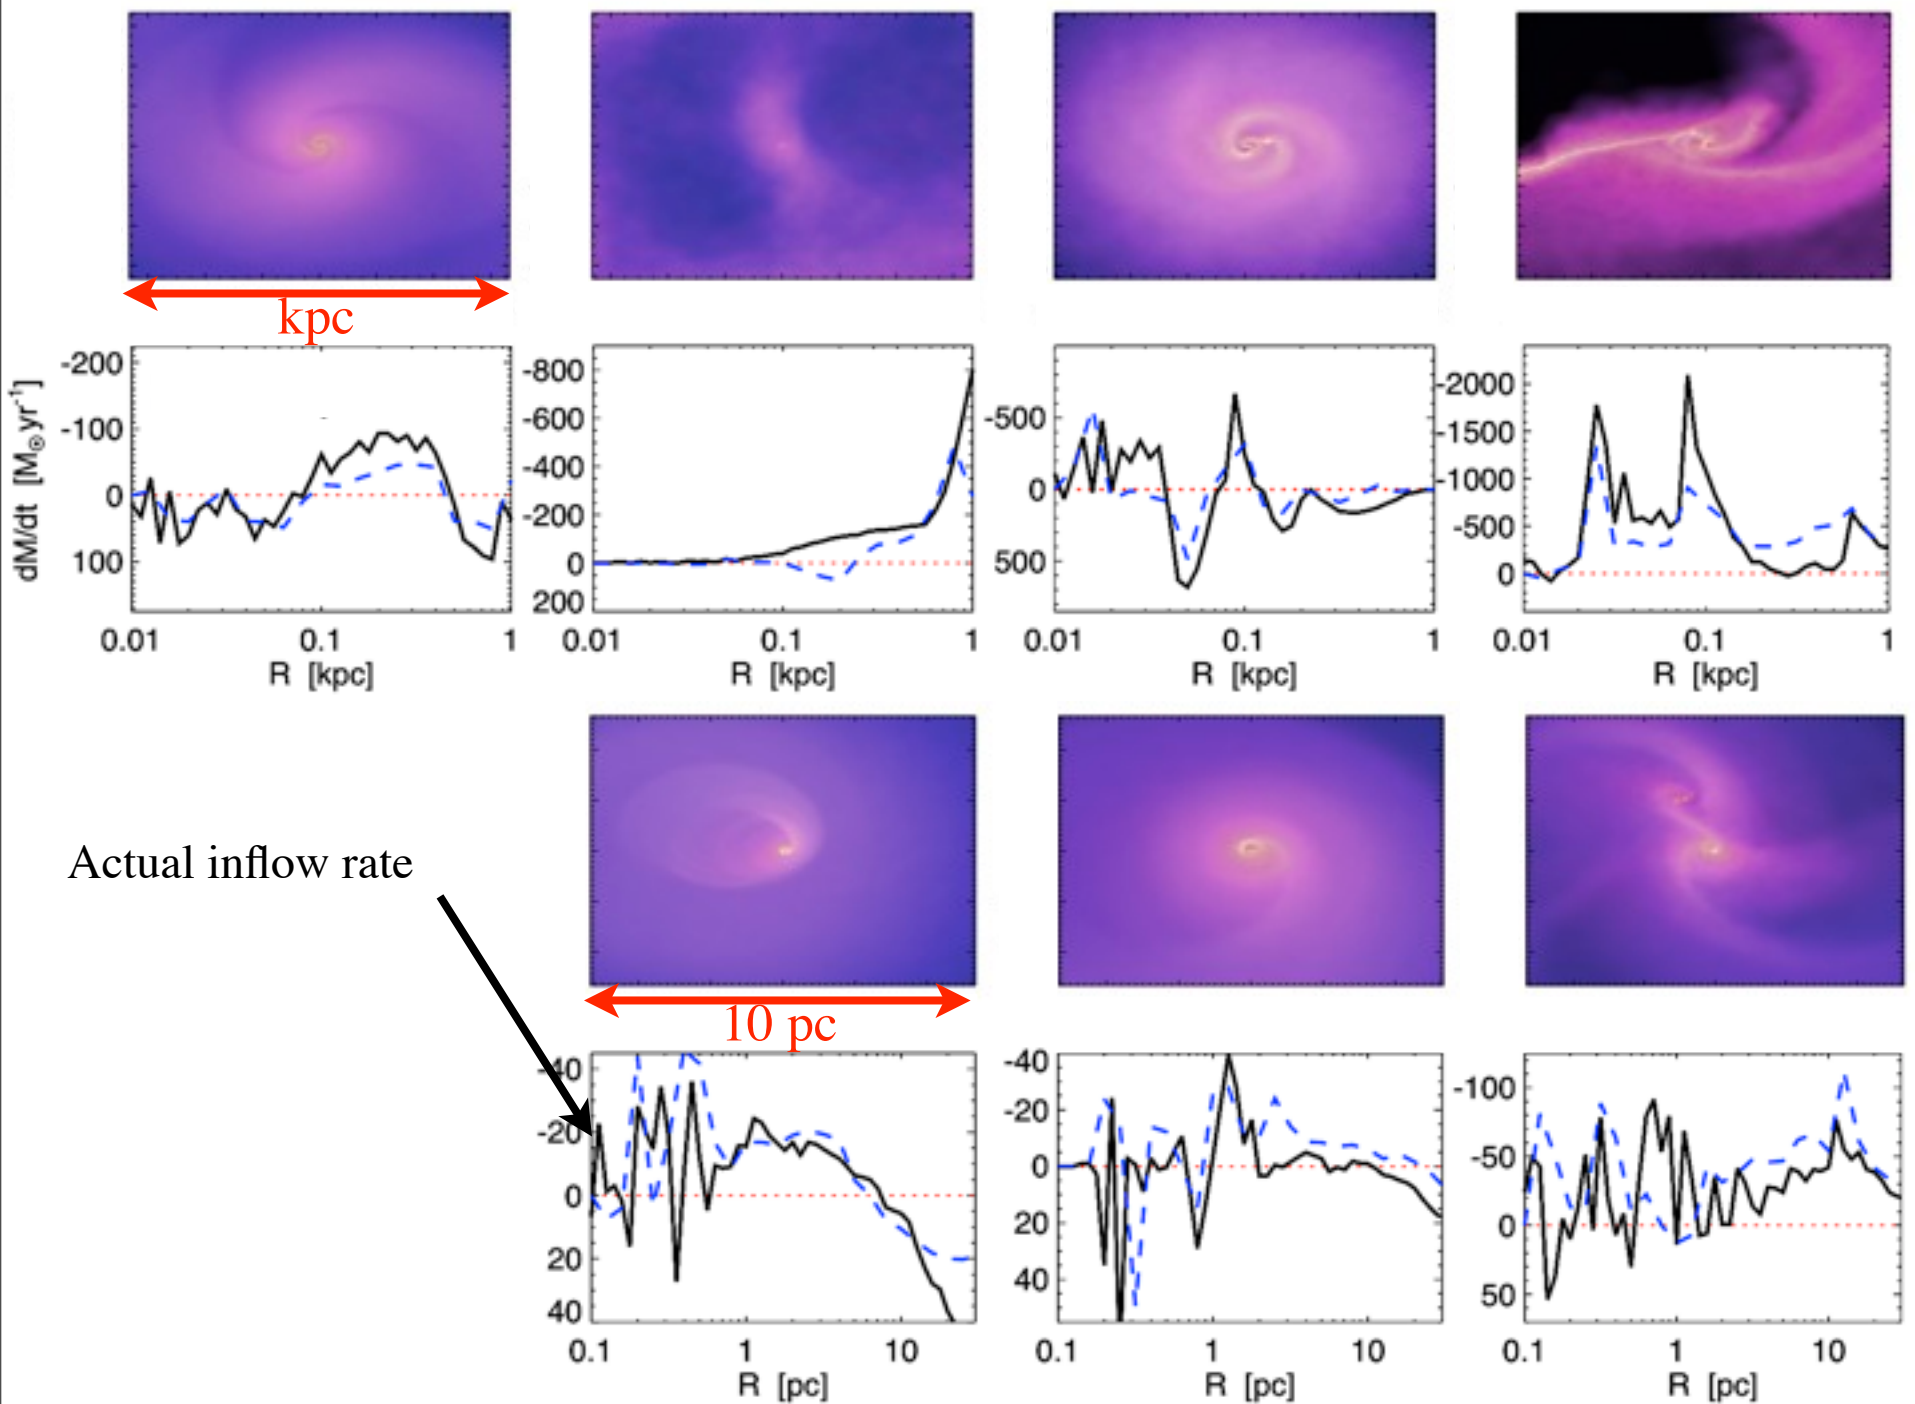 kpc
dM/dt [M⊙yr⁻¹]
-200
-100
0
100
0.01 0.1 1
R [kpc]
-800
-600
-400
-200
0
200
0.01 0.1 1
R [kpc]
-500
0
500
0.01 0.1 1
R [kpc]
-2000
-1500
-1000
-500
0
0.01 0.1 1
R [kpc]
Actual inflow rate
10 pc
-40
-20
0
20
40
0.1 1 10
R [pc]
-40
-20
0
20
40
0.1 1 10
R [pc]
-100
-50
0
50
0.1 1 10
R [pc]